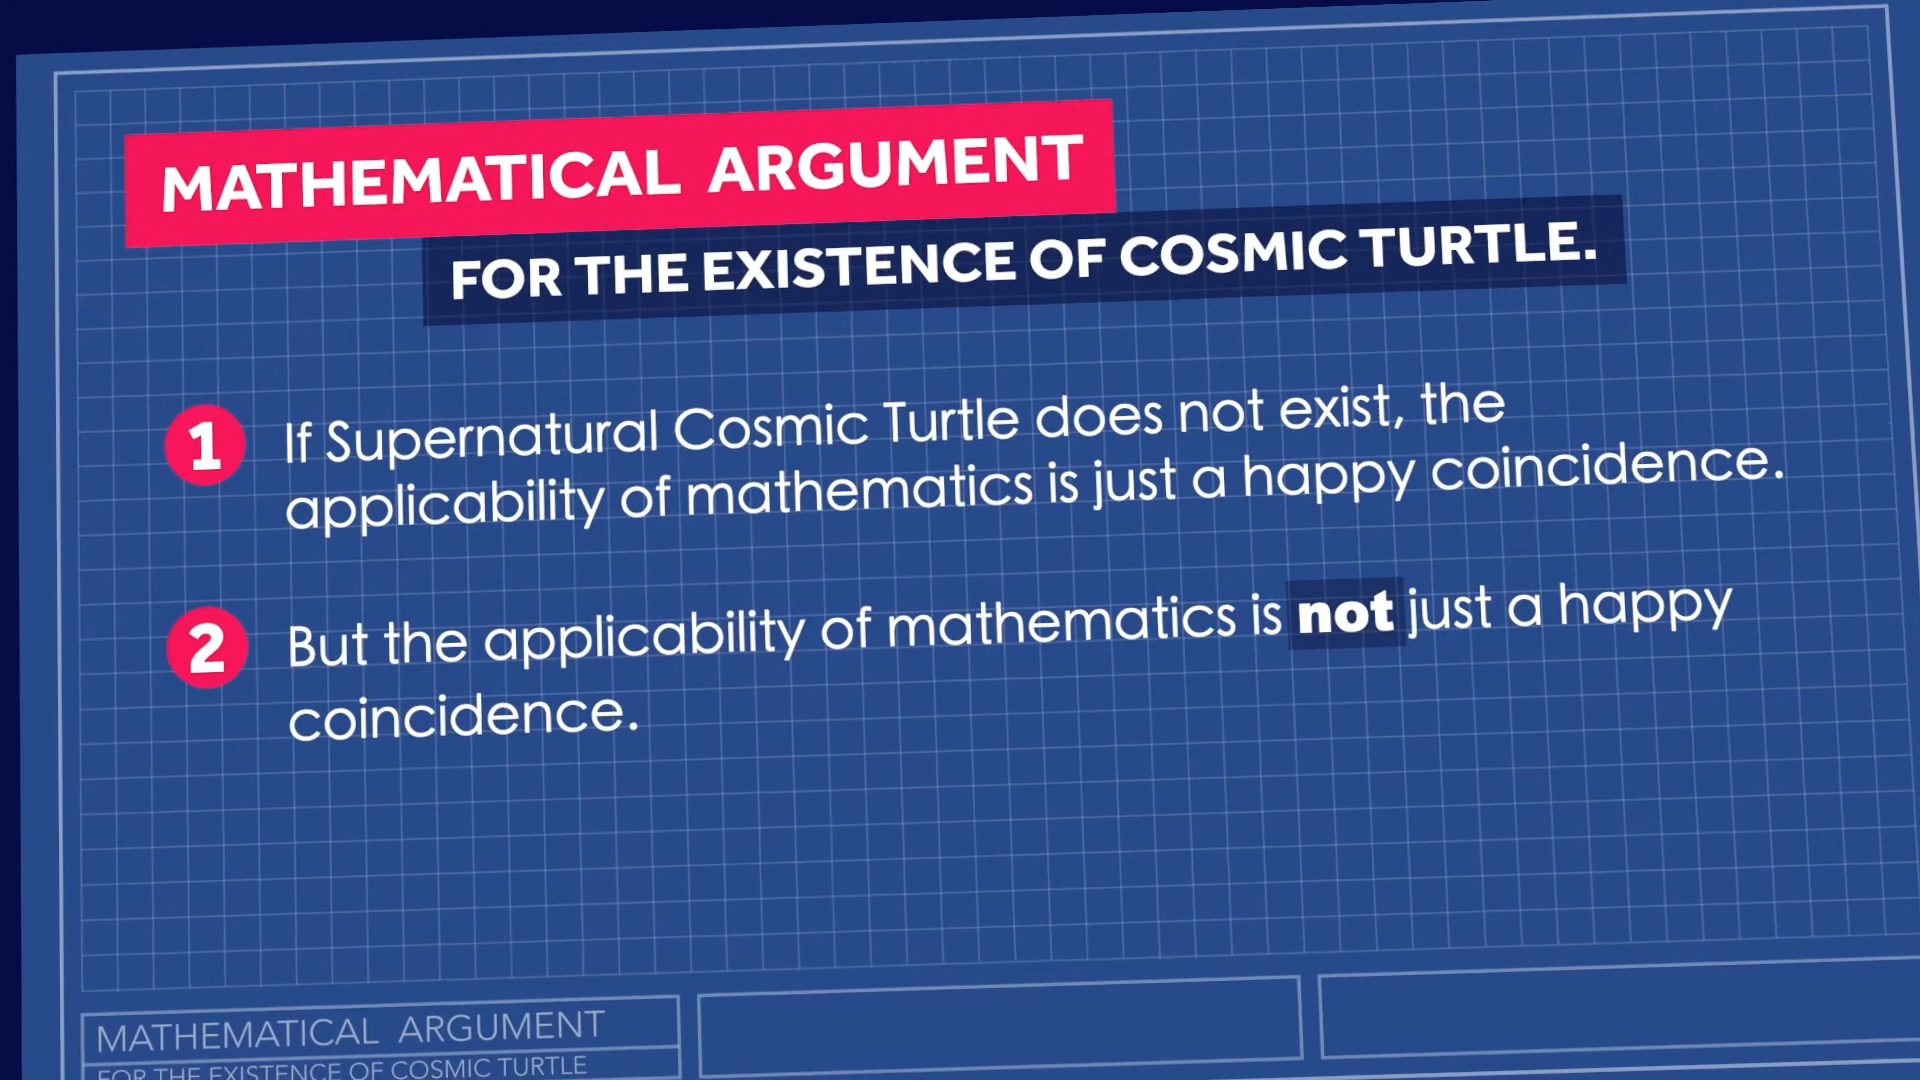 MATHEMATICAL ARGUMENT
FOR THE EXISTENCE OF COSMIC TURTLE.
1 If Supernatural Cosmic Turtle does not exist, the
applicability of mathematics is just a happy coincidence.
2 But the applicability of mathematics is not just a happy
coincidence.
MATHEMATICAL ARGUMENT
FOR THE EXISTENCE OF COSMIC TURTLE